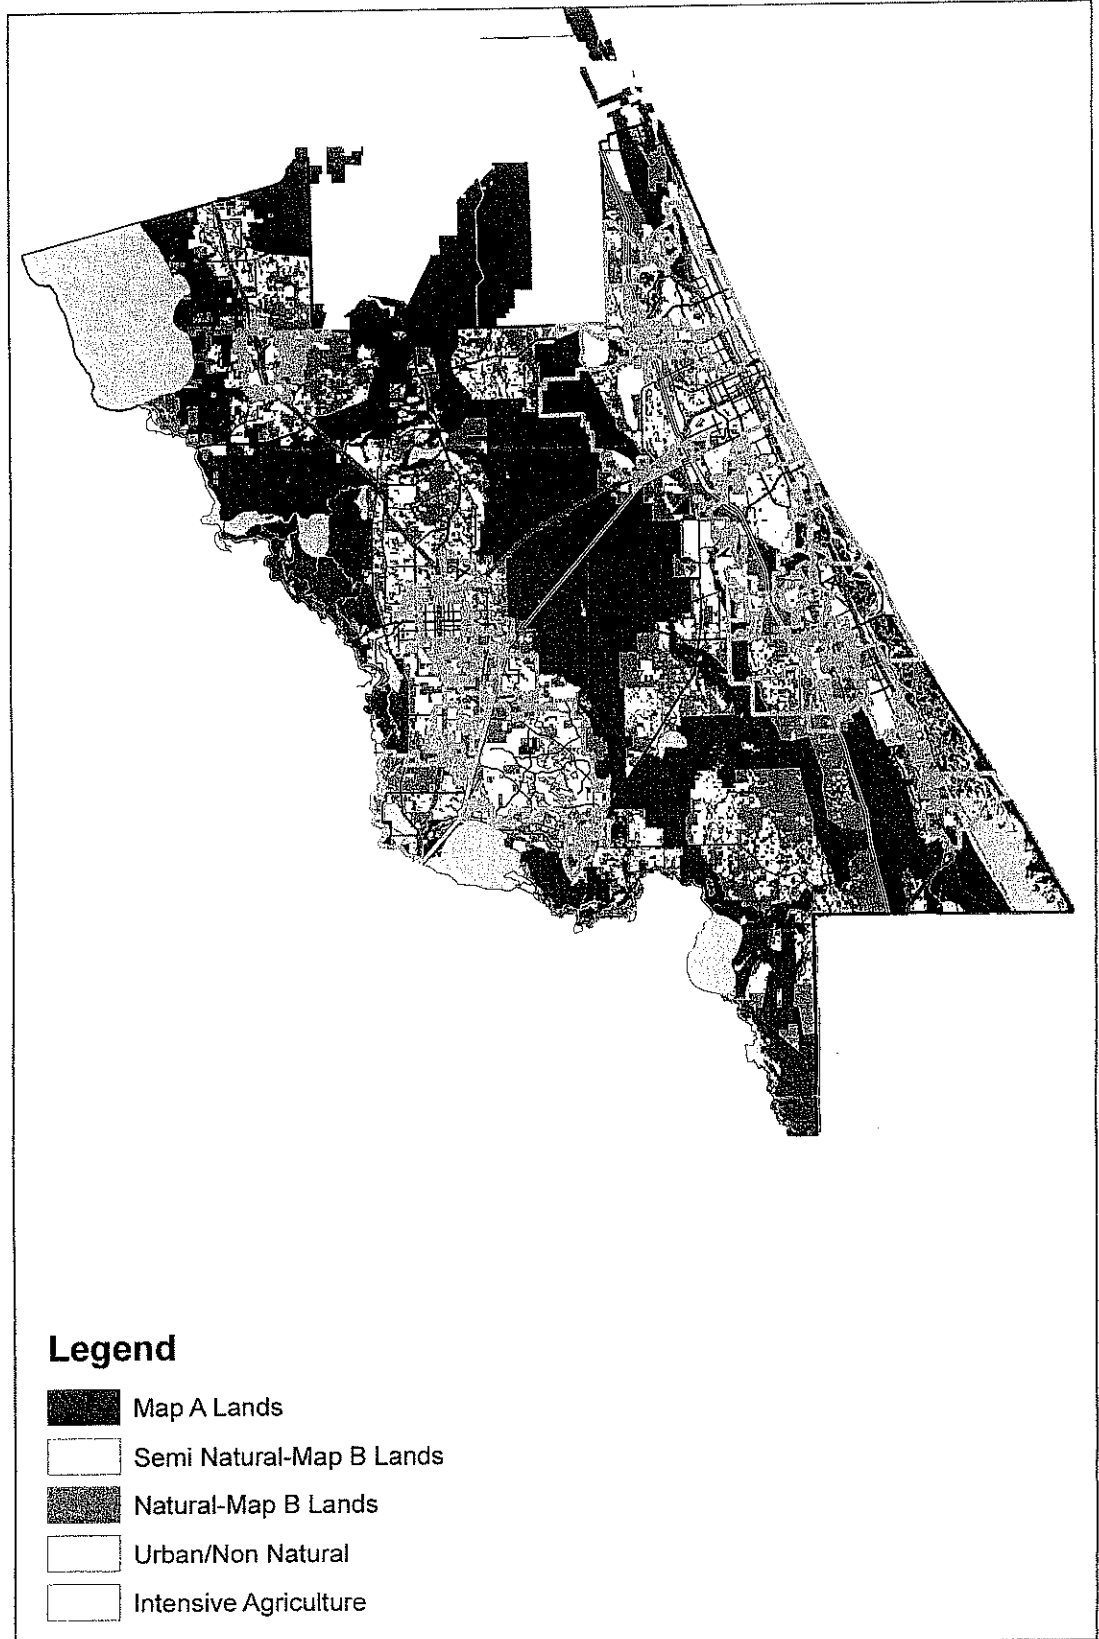 Legend
Map A Lands
Semi Natural-Map B Lands
Natural-Map B Lands
Urban/Non Natural
Intensive Agriculture